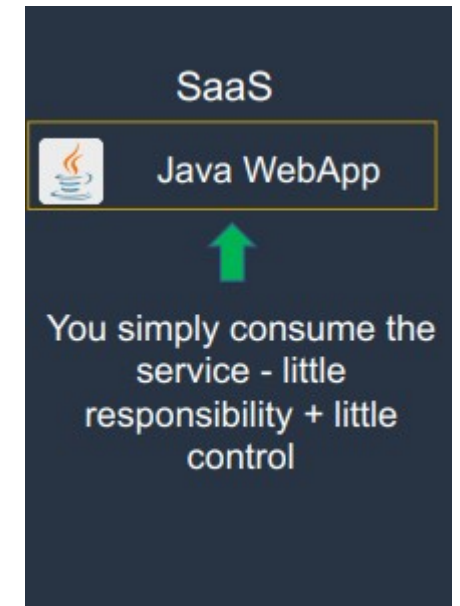 SaaS
Java WebApp
You simply consume the
service - little
responsibility + little
control